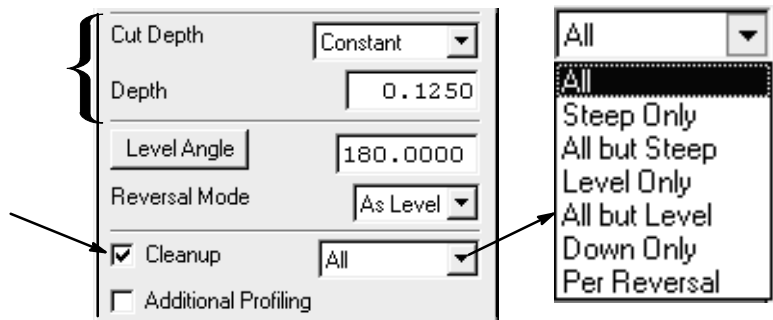 Cut Depth Constant
Depth 0.1250
Level Angle 180.0000
Reversal Mode As Level
Cleanup All
Additional Profiling
All
All
Steep Only
All but Steep
Level Only
All but Level
Down Only
Per Reversal